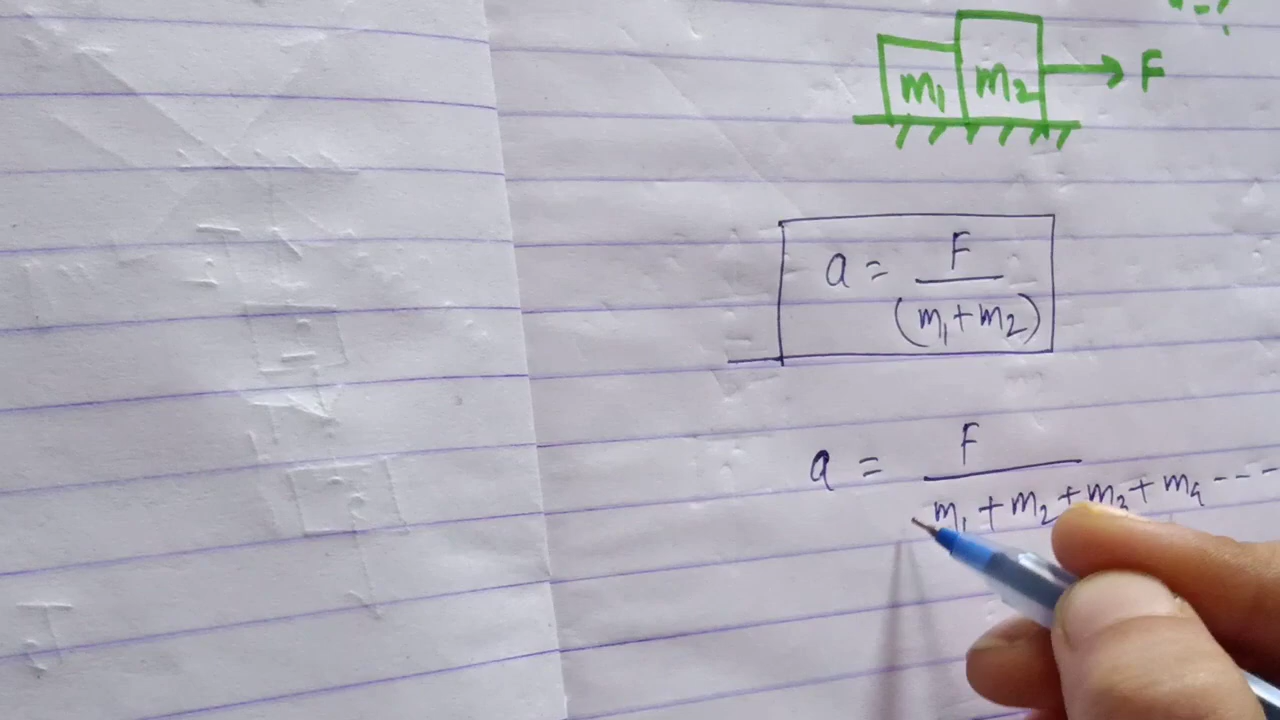 a=?
m₁ m₂ → F
a = F / (m₁+m₂)
a = F / m₁+m₂+m₃+m₄----